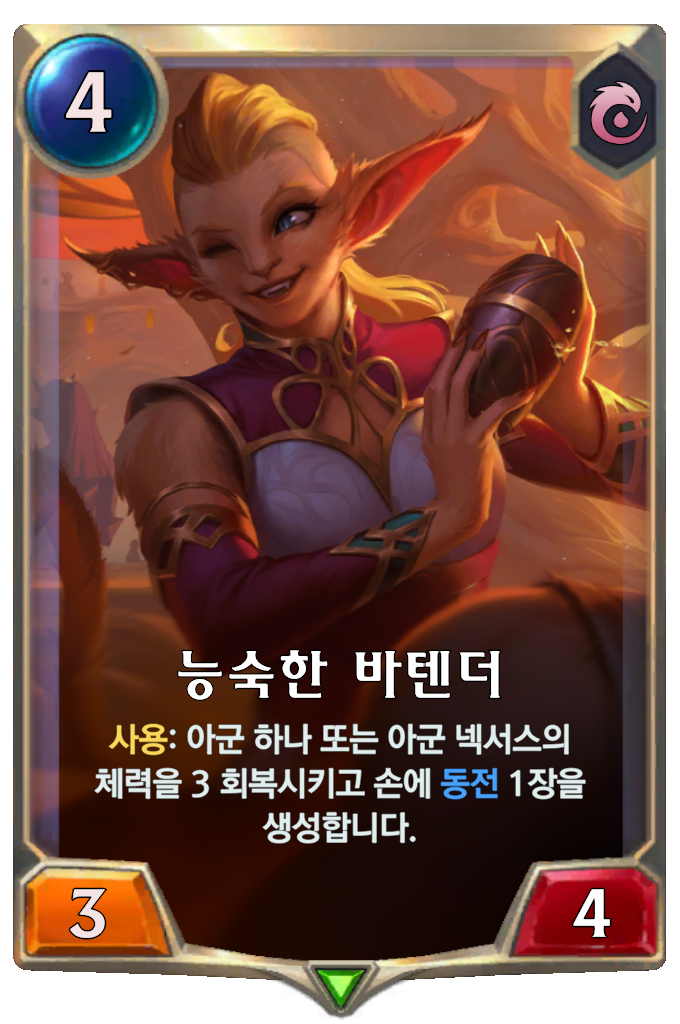 4
능숙한 바텐더
사용: 아군 하나 또는 아군 넥서스의
체력을 3 회복시키고 손에 동전 1장을
생성합니다.
3
4